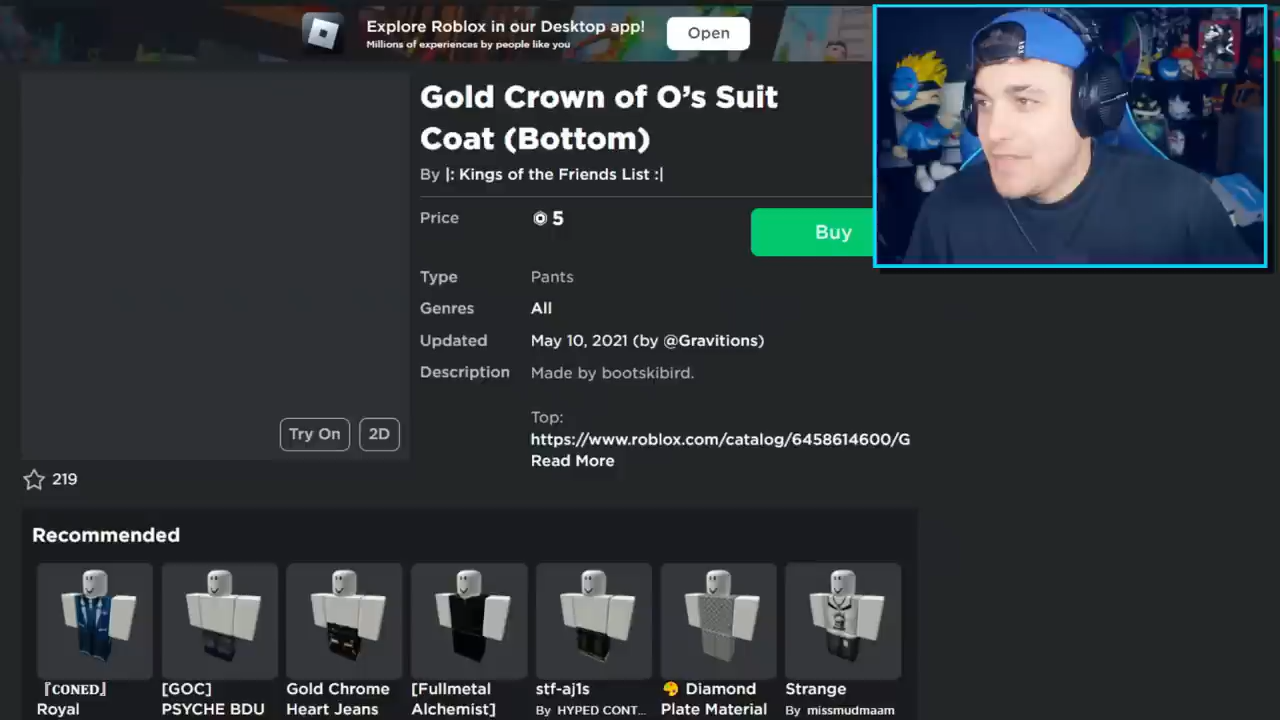 Explore Roblox in our Desktop app!
Millions of experiences by people like you
Open
Gold Crown of O’s Suit
Coat (Bottom)
By |: Kings of the Friends List :|
Price 5
Buy
Type Pants
Genres All
Updated May 10, 2021 (by @Gravitions)
Description Made by bootskibird.
Top:
https://www.roblox.com/catalog/6458614600/G
Read More
Try On 2D
219
Recommended
『CONED』
Royal
[GOC]
PSYCHE BDU
Gold Chrome
Heart Jeans
[Fullmetal
Alchemist]
stf-aj1s
By HYPED CONT...
🎨 Diamond
Plate Material
Strange
By missmudmaam